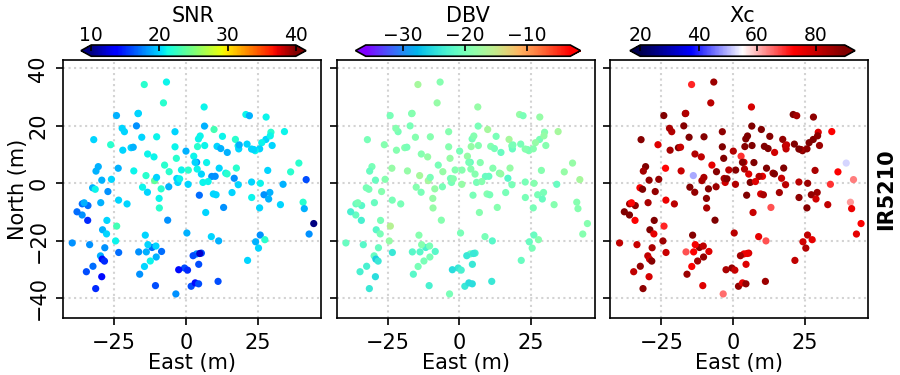 SNR DBV Xc
10 20 30 40 −30 −20 −10 20 40 60 80
40
20
0
−20
−40
North (m)
IR5210
−25 0 25 −25 0 25 −25 0 25
East (m) East (m) East (m)